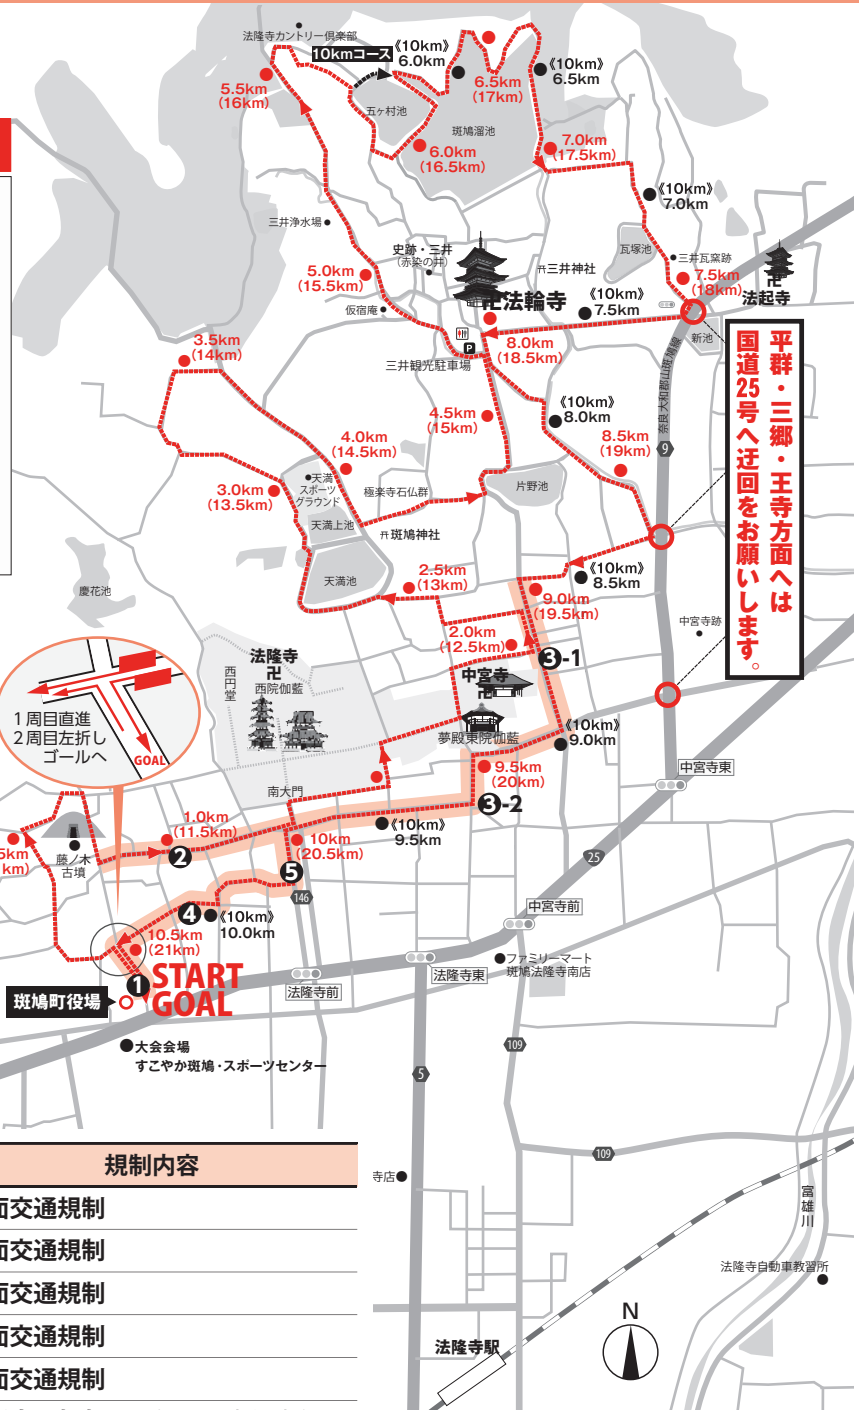 法隆寺カントリー倶楽部
10kmコース
《10km》
6.0km
5.5km
(16km)
6.5km
(17km)
《10km》
6.5km
五ヶ村池
斑鳩溜池
6.0km
(16.5km)
7.0km
(17.5km)
《10km》
7.0km
三井浄水場
史跡・三井
(赤染の井)
三井神社
瓦塚池
三井瓦窯跡
7.5km
(18km)
卍
法起寺
5.0km
(15.5km)
仮宿庵
卍法輪寺
《10km》
7.5km
新池
3.5km
(14km)
P
三井観光駐車場
8.0km
(18.5km)
奈良大和郡山斑鳩線
平群・三郷・王寺方面へは
国道25号へ迂回をお願いします。
4.5km
(15km)
《10km》
8.0km
4.0km
(14.5km)
8.5km
(19km)
9
3.0km
(13.5km)
天満
スポーツ
グラウンド
極楽寺石仏群
片野池
天満上池
斑鳩神社
天満池
2.5km
(13km)
《10km》
8.5km
慶花池
9.0km
(19.5km)
中宮寺跡
2.0km
(12.5km)
3-1
法隆寺
卍
西院伽藍
西円堂
中宮寺
卍
夢殿東院伽藍
1周目直進
2周目左折し
ゴールへ
GOAL
《10km》
9.0km
9.5km
(20km)
中宮寺東
南大門
3-2
1.0km
(11.5km)
《10km》
9.5km
5km
km)
藤ノ木
古墳
2
10km
(20.5km)
25
5
146
4
《10km》
10.0km
中宮寺前
10.5km
(21km)
1
START
GOAL
斑鳩町役場
法隆寺前
法隆寺東
ファミリーマート
斑鳩法隆寺南店
大会会場
すこやか斑鳩・スポーツセンター
109
5
109
規制内容
寺店
面交通規制
面交通規制
面交通規制
面交通規制
面交通規制
富雄川
法隆寺自動車教習所
N
法隆寺駅